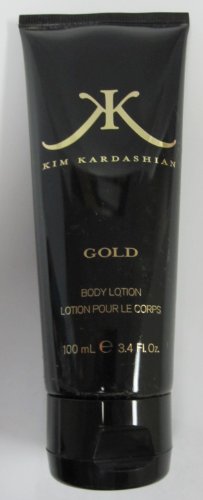 KK
KIM KARDASHIAN
GOLD
BODY LOTION
LOTION POUR LE CORPS
100 mL e 3.4 Fl. Oz.